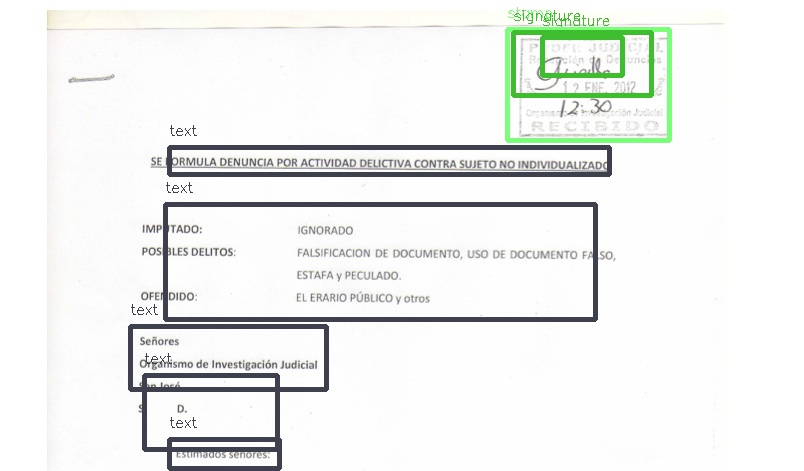 stamp
signature
signature
PODER JUDICIAL
Recepción de Denuncias
12 ENE. 2012
12:30
Organismo de Investigación Judicial
RECIBIDO
text
SE FORMULA DENUNCIA POR ACTIVIDAD DELICTIVA CONTRA SUJETO NO INDIVIDUALIZADO
text
IMPUTADO: IGNORADO
POSIBLES DELITOS: FALSIFICACION DE DOCUMENTO, USO DE DOCUMENTO FALSO,
ESTAFA y PECULADO.
OFENDIDO: EL ERARIO PÚBLICO y otros
text
Señores
Organismo de Investigación Judicial
text
San José
S. D.
text
Estimados señores: